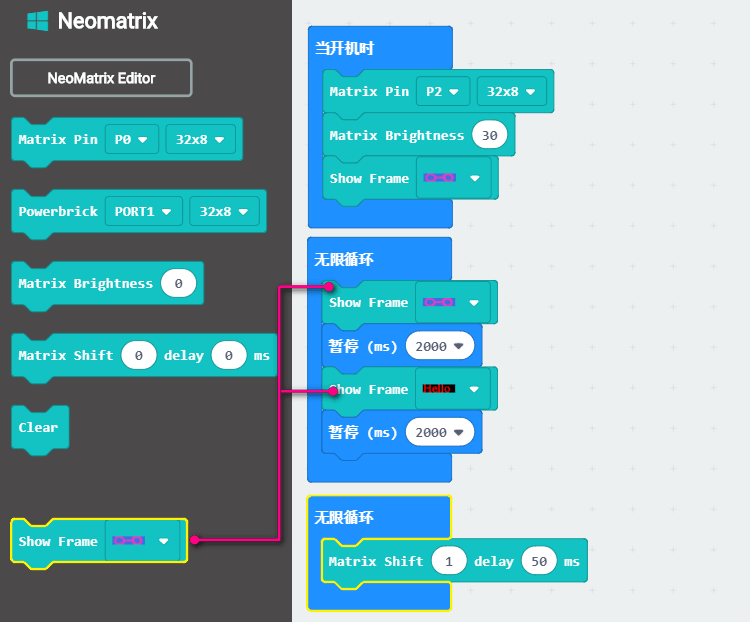 Neomatrix
NeoMatrix Editor
Matrix Pin P0 32x8
Powerbrick PORT1 32x8
Matrix Brightness 0
Matrix Shift 0 delay 0 ms
Clear
Show Frame
当开机时
Matrix Pin P2 32x8
Matrix Brightness 30
Show Frame
无限循环
Show Frame
暂停 (ms) 2000
Show Frame Hello
暂停 (ms) 2000
无限循环
Matrix Shift 1 delay 50 ms